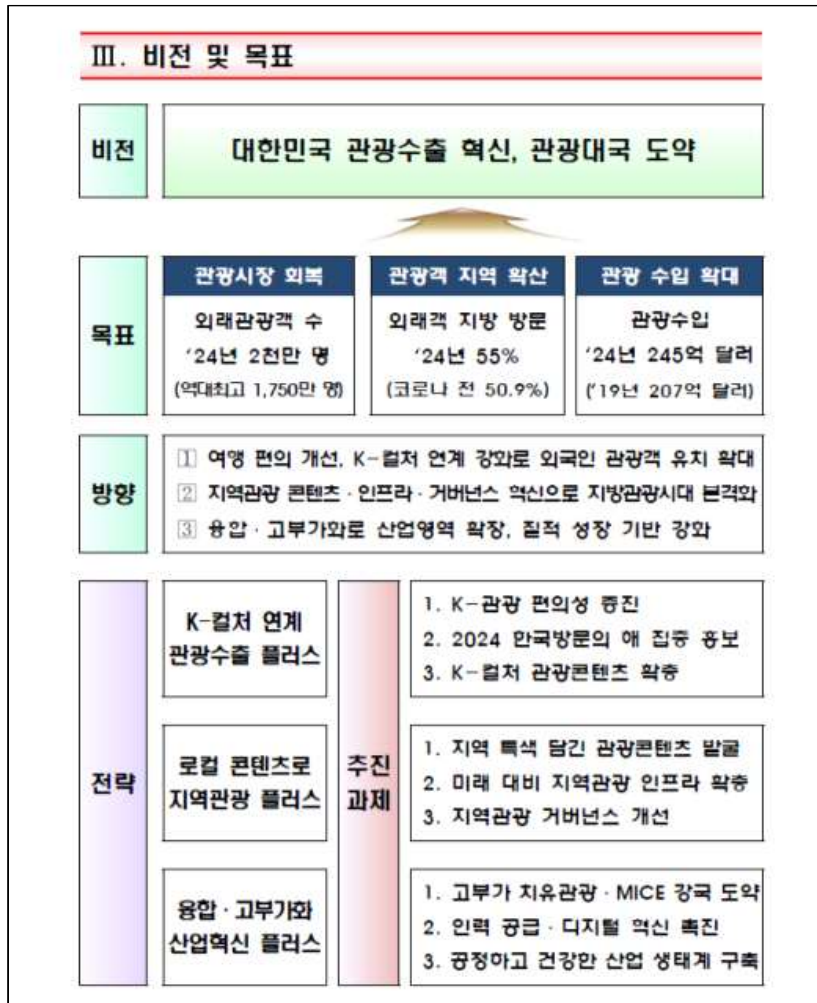 Ⅲ. 비전 및 목표
비전
대한민국 관광수출 혁신, 관광대국 도약
목표
관광시장 회복
외래관광객 수
‘24년 2천만 명
(역대최고 1,750만 명)
관광객 지역 확산
외래객 지방 방문
‘24년 55%
(코로나 전 50.9%)
관광 수입 확대
관광수입
‘24년 245억 달러
(‘19년 207억 달러)
방향
1 여행 편의 개선, K-컬처 연계 강화로 외국인 관광객 유치 확대
2 지역관광 콘텐츠·인프라·거버넌스 혁신으로 지방관광시대 본격화
3 융합·고부가화로 산업영역 확장, 질적 성장 기반 강화
전략
추진
과제
K-컬처 연계
관광수출 플러스
1. K-관광 편의성 증진
2. 2024 한국방문의 해 집중 홍보
3. K-컬처 관광콘텐츠 확충
로컬 콘텐츠로
지역관광 플러스
1. 지역 특색 담긴 관광콘텐츠 발굴
2. 미래 대비 지역관광 인프라 확충
3. 지역관광 거버넌스 개선
융합·고부가화
산업혁신 플러스
1. 고부가 치유관광·MICE 강국 도약
2. 인력 공급·디지털 혁신 촉진
3. 공정하고 건강한 산업 생태계 구축